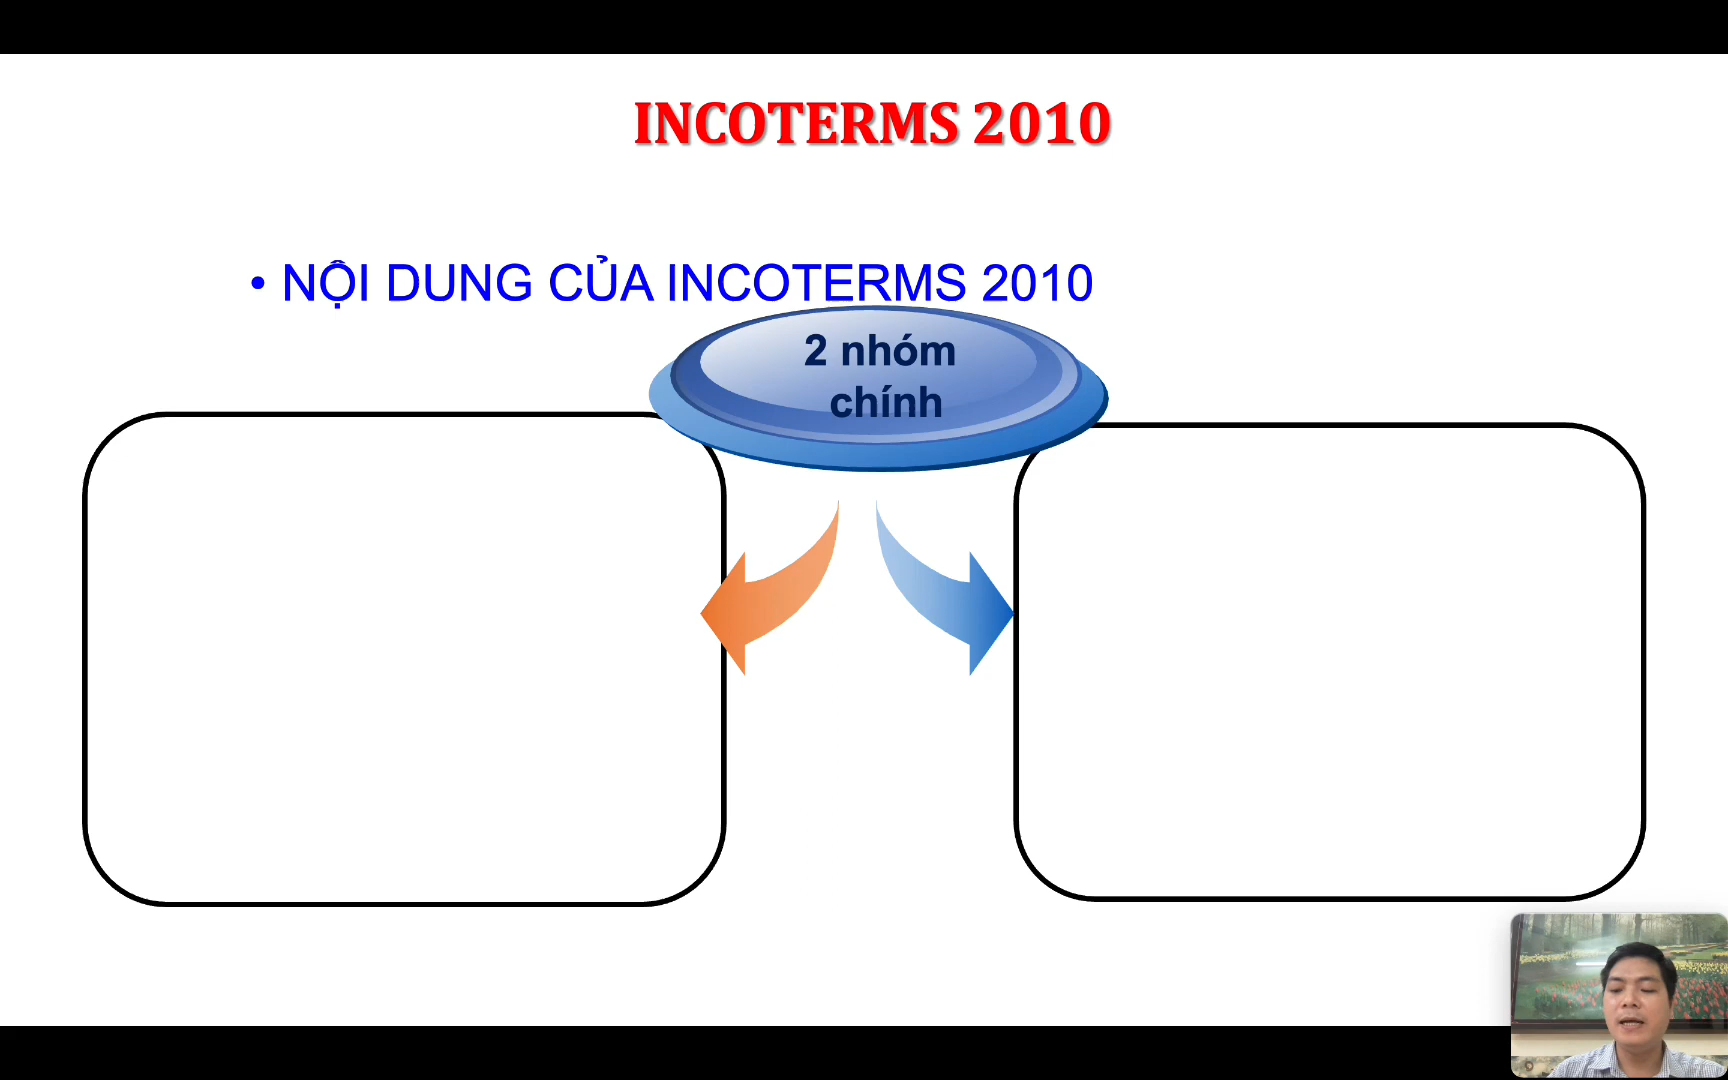 INCOTERMS 2010
• NỘI DUNG CỦA INCOTERMS 2010
2 nhóm
chính